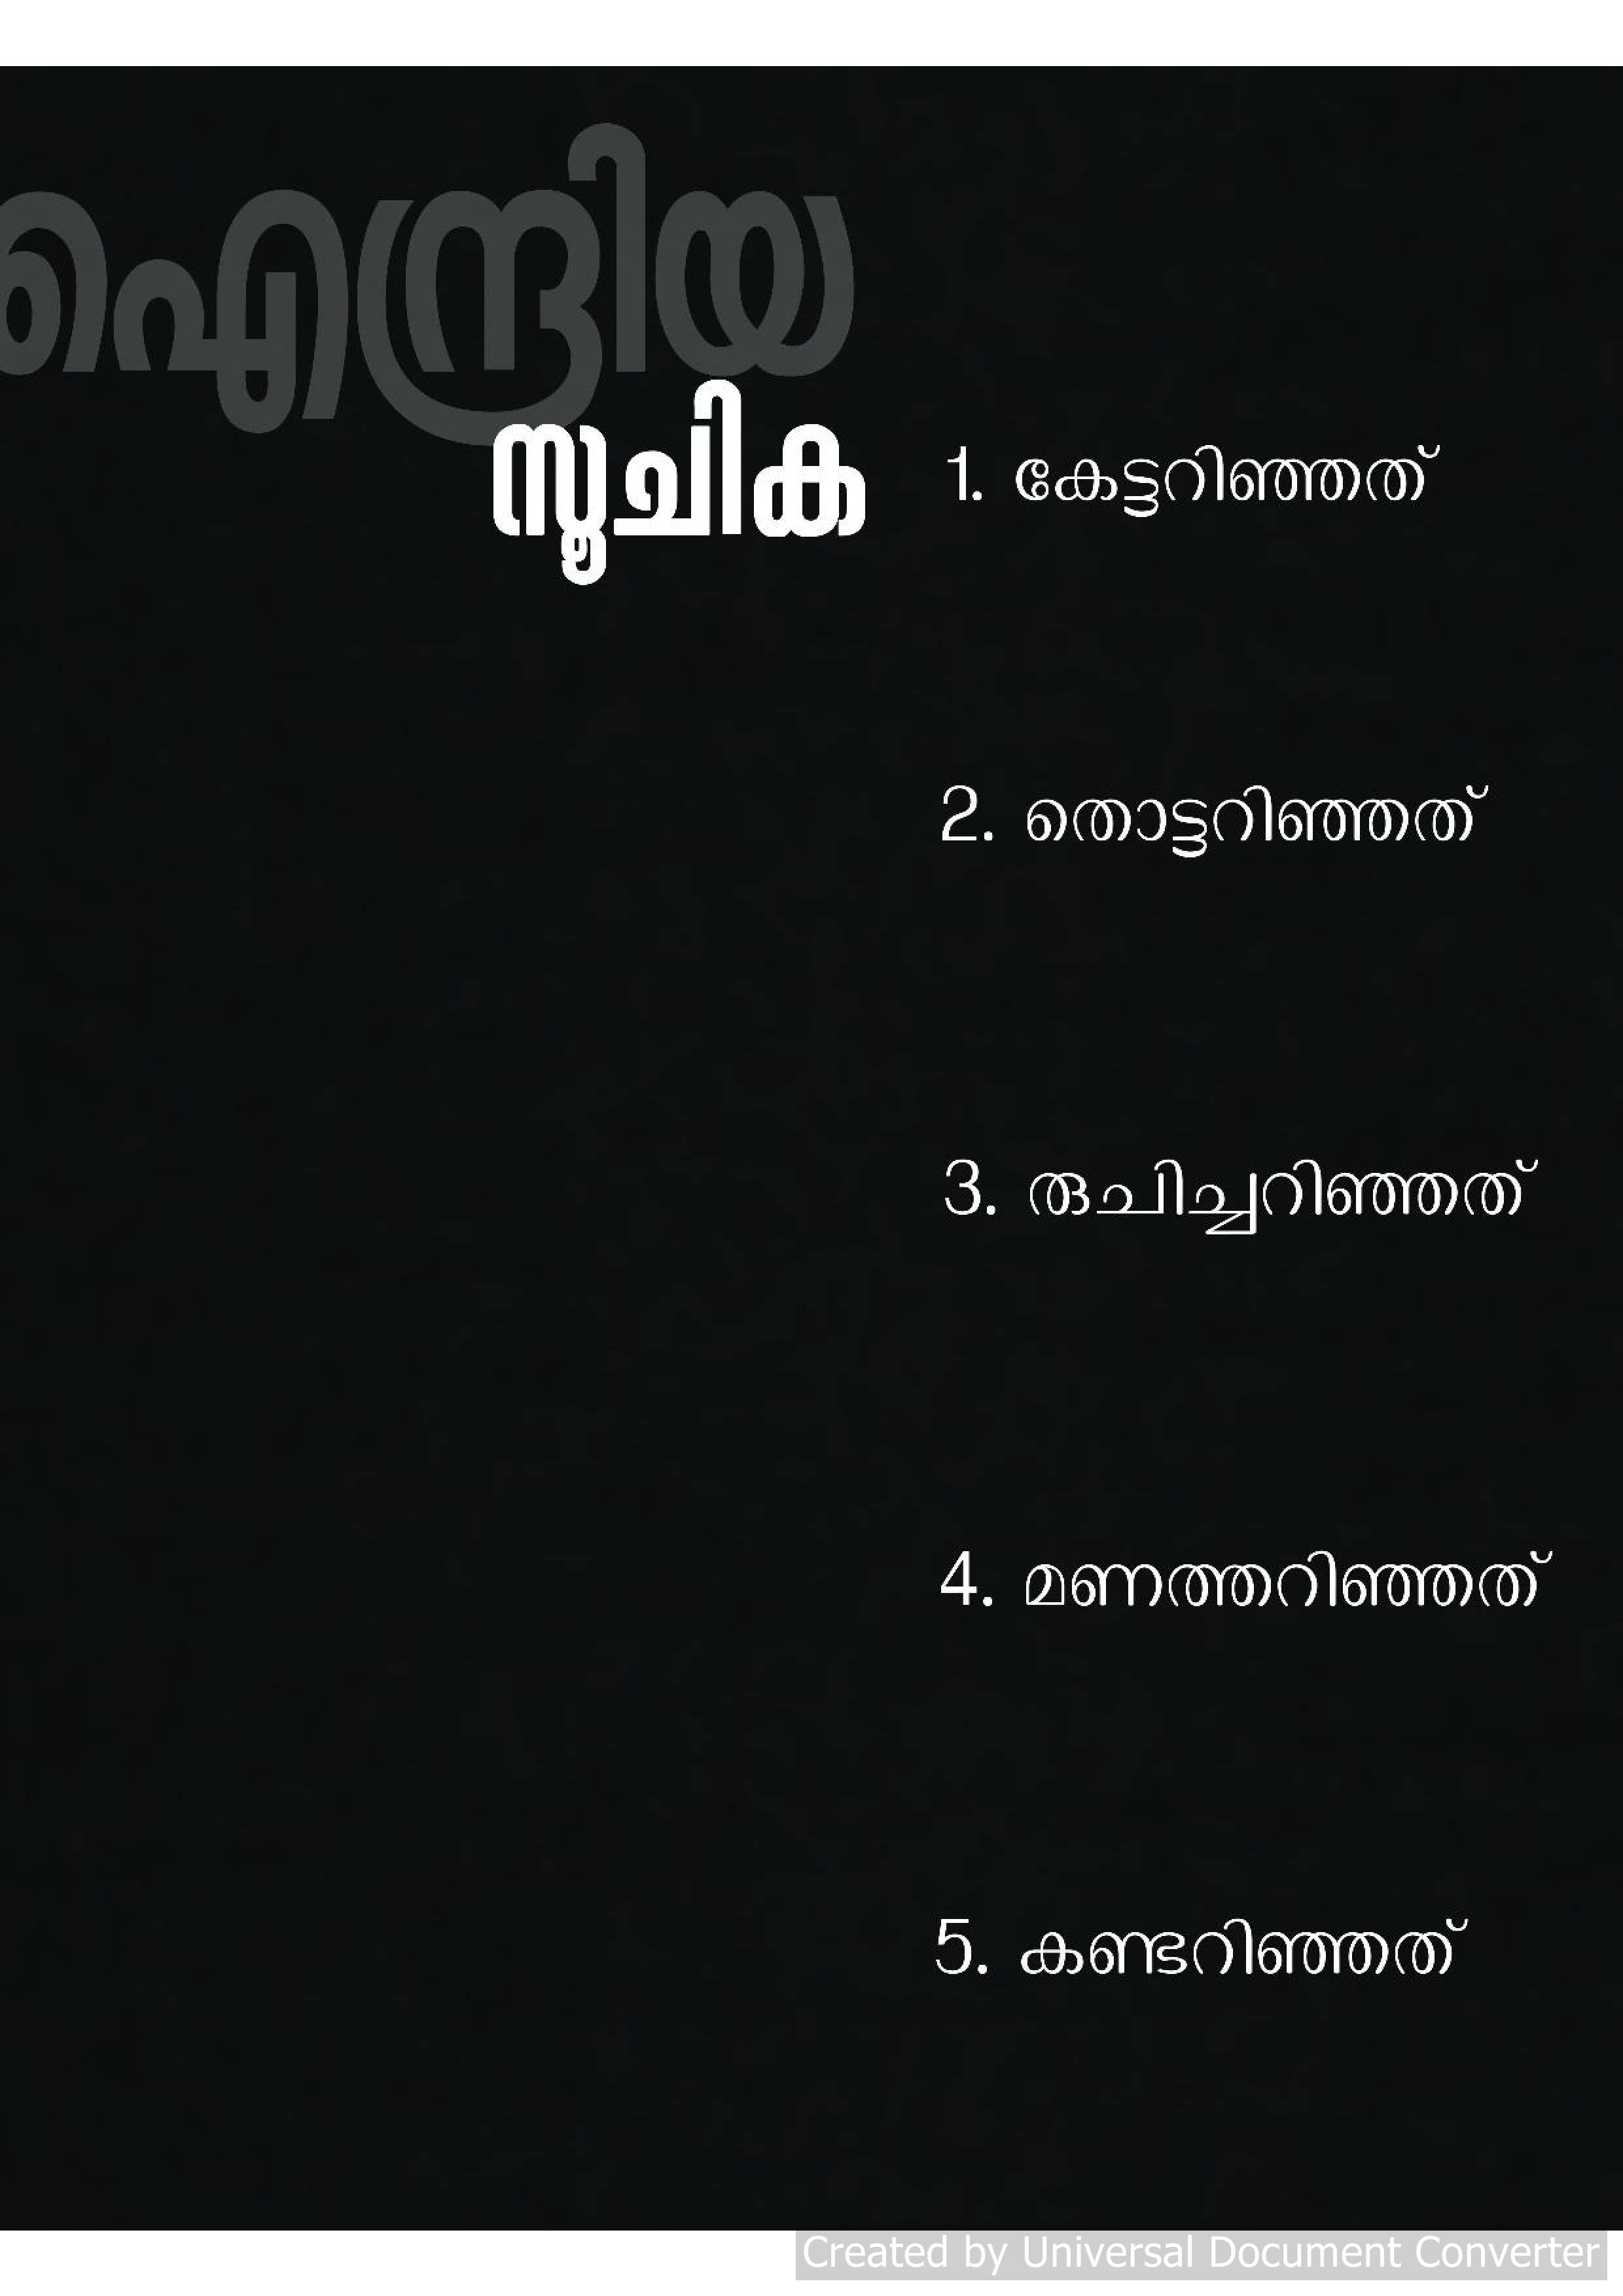 ഐന്ദ്രിയ
സൂചിക
1. കേട്ടറിഞ്ഞത്
2. തൊട്ടറിഞ്ഞത്
3. രുചിച്ചറിഞ്ഞത്
4. മണത്തറിഞ്ഞത്
5. കണ്ടറിഞ്ഞത്
Created by Universal Document Converter